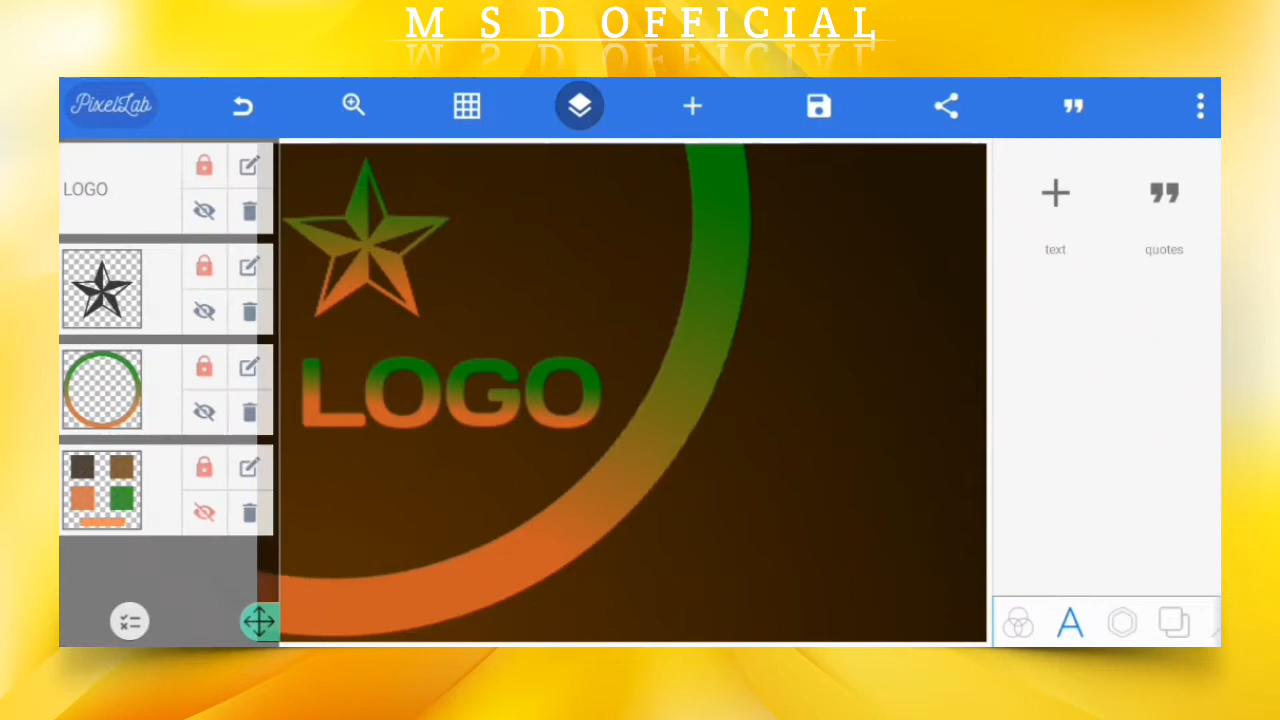 M S D OFFICIAL
PixelLab
LOGO
LOGO
text
quotes